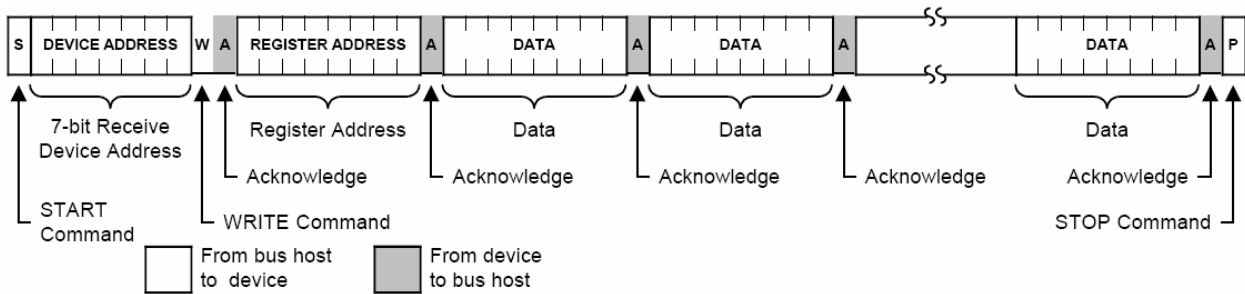 S DEVICE ADDRESS W A REGISTER ADDRESS A DATA A DATA A DATA A P
7-bit Receive
Device Address
Register Address
Data
Data
Data
Acknowledge
Acknowledge
Acknowledge
Acknowledge
Acknowledge
START
Command
WRITE Command
STOP Command
From bus host
to device
From device
to bus host